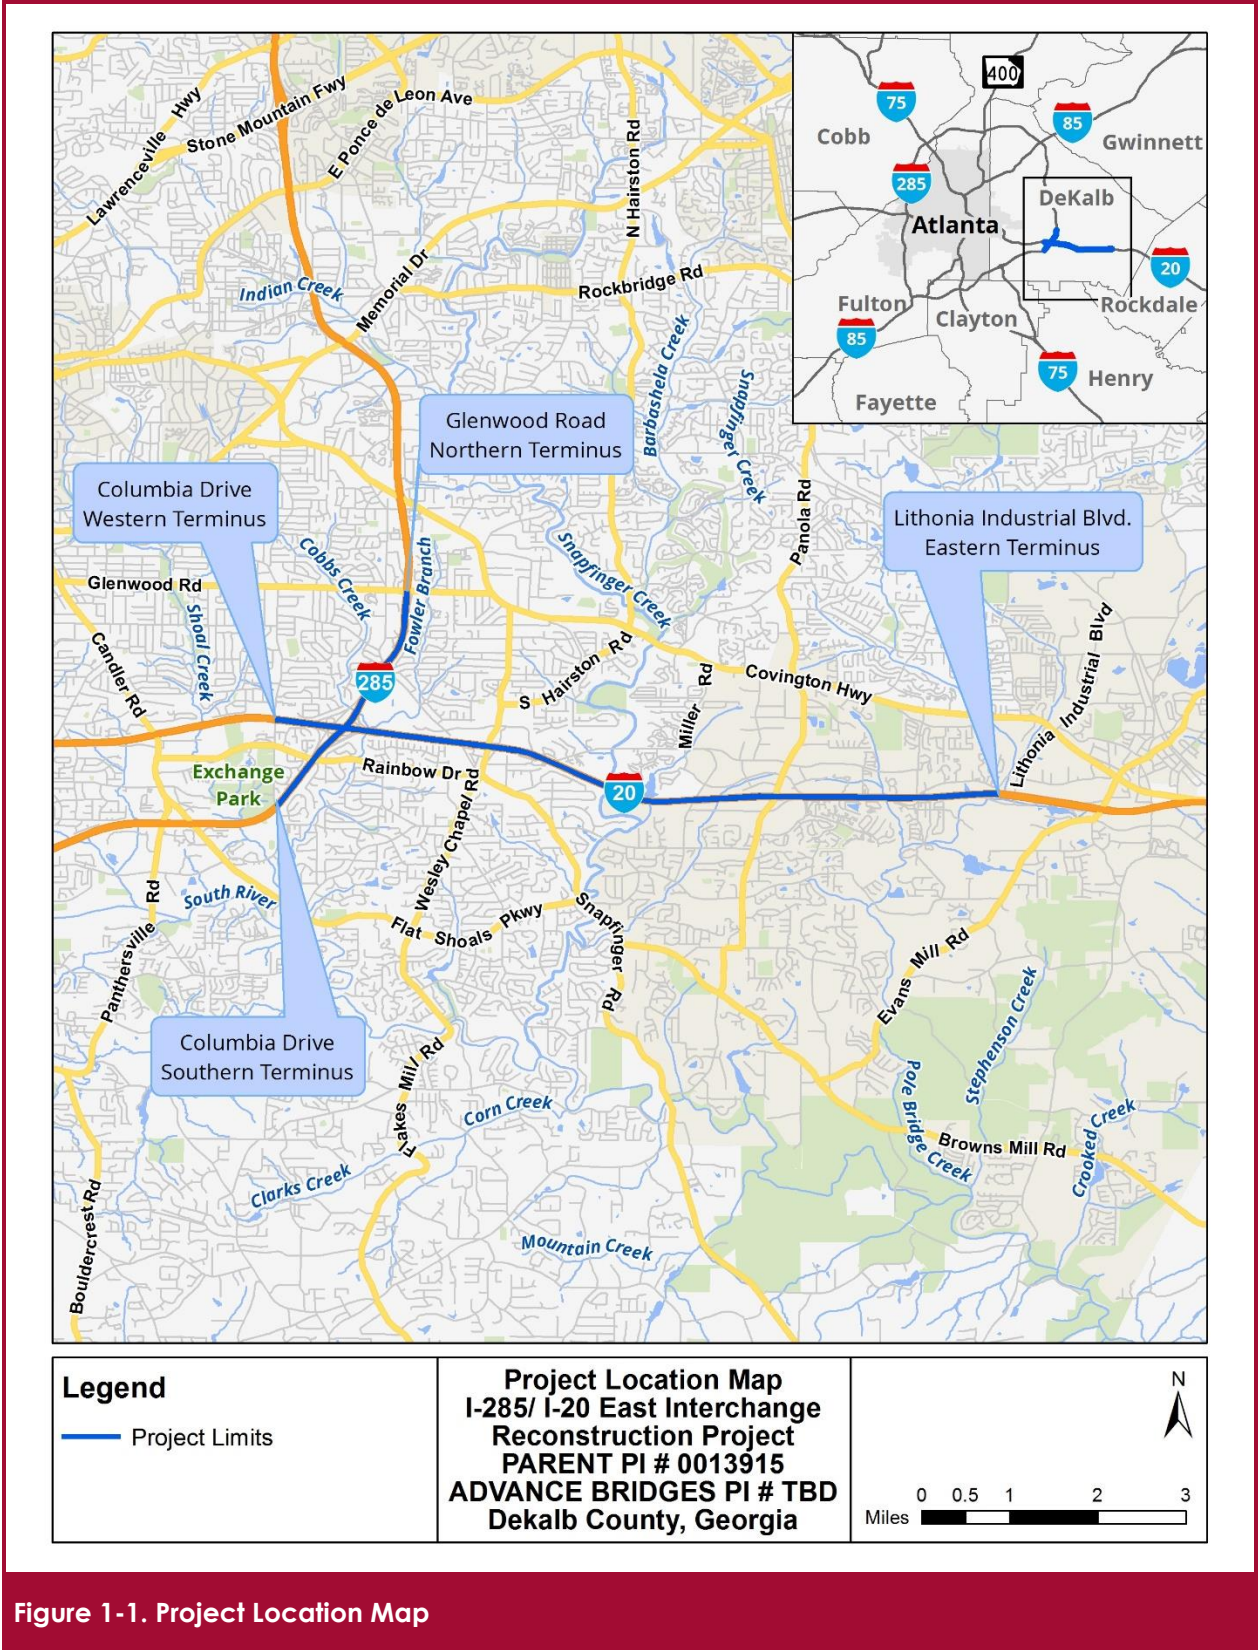 Lawrenceville Hwy
Stone Mountain Fwy
E Ponce de Leon Ave
N Hairston Rd
Indian Creek
Memorial Dr
Rockbridge Rd
Barbashela Creek
Snapfinger Creek
400
75
85
Cobb
Gwinnett
285
DeKalb
Atlanta
20
Fulton
Clayton
Rockdale
85
75
Henry
Fayette
Glenwood Road
Northern Terminus
Columbia Drive
Western Terminus
Lithonia Industrial Blvd.
Eastern Terminus
Panola Rd
Cobbs Creek
Fowler Branch
Snapfinger Creek
Glenwood Rd
Shoal Creek
Candler Rd
285
S Hairston Rd
Miller Rd
Covington Hwy
Lithonia Industrial Blvd
Exchange
Park
Rainbow Dr
20
Wesley Chapel Rd
South River
Panthersville Rd
Flat Shoals Pkwy
Snapfinger Rd
Evans Mill Rd
Stephenson Creek
Columbia Drive
Southern Terminus
Flakes Mill Rd
Corn Creek
Pole Bridge Creek
Browns Mill Rd
Crooked Creek
Clarks Creek
Bouldercrest Rd
Mountain Creek
Legend
Project Limits
Project Location Map
I-285/ I-20 East Interchange
Reconstruction Project
PARENT PI # 0013915
ADVANCE BRIDGES PI # TBD
Dekalb County, Georgia
N
0 0.5 1 2 3
Miles
Figure 1-1. Project Location Map